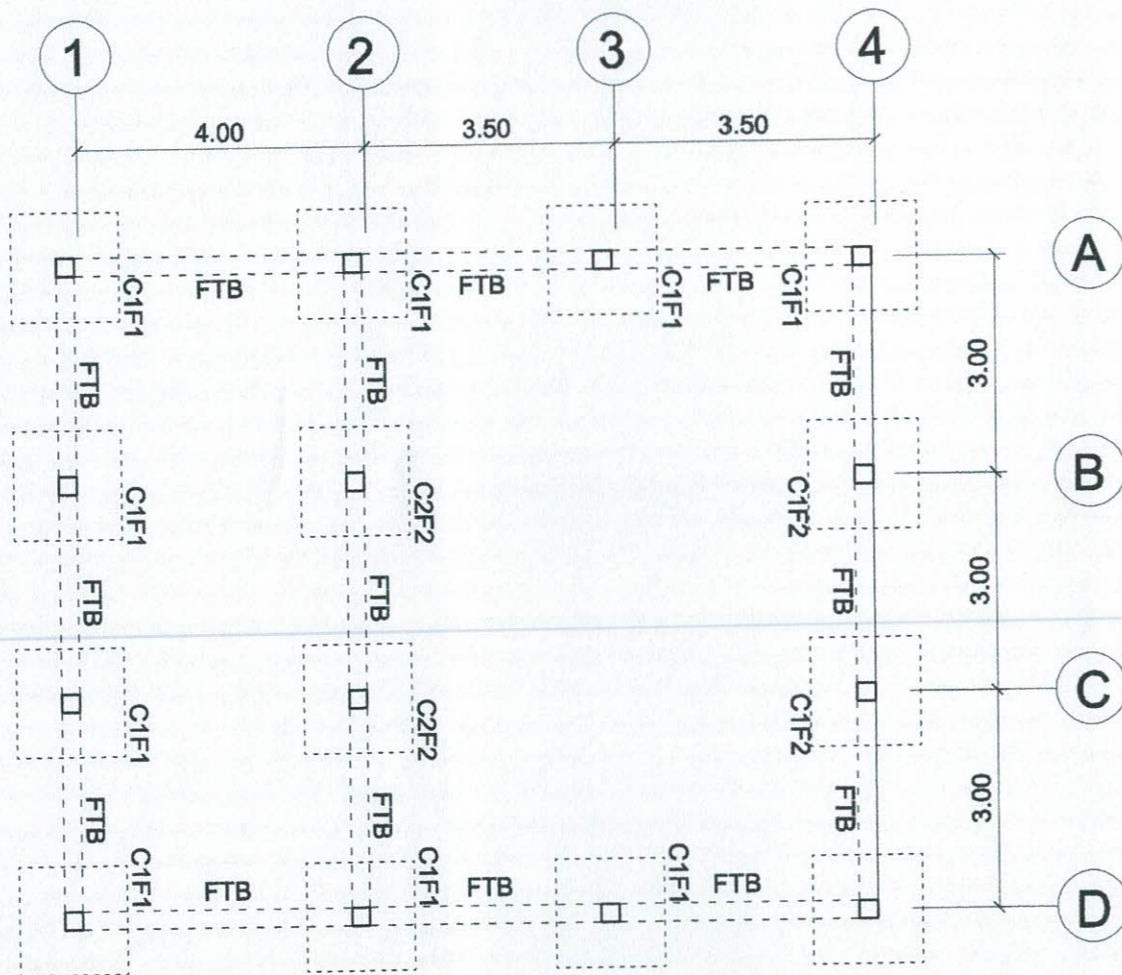 1 2 3 4
4.00 3.50 3.50
A
FTB FTB FTB
C1F1 C1F1 C1F1 C1F1
3.00
FTB FTB FTB
B
C1F1 C2F2 C1F2
FTB FTB FTB
3.00
C
C1F1 C2F2 C1F2
FTB FTB FTB
3.00
C1F1 C1F1 C1F1
FTB FTB FTB
D